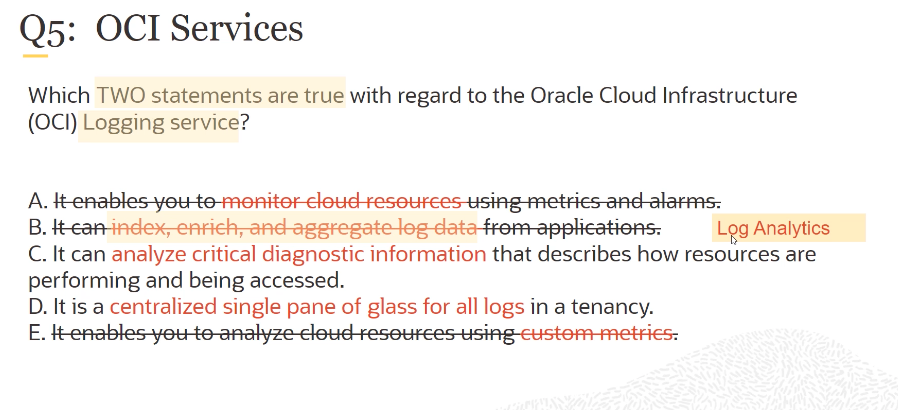 Q5: OCI Services
Which TWO statements are true with regard to the Oracle Cloud Infrastructure
(OCI) Logging service?
A. It enables you to monitor cloud resources using metrics and alarms.
B. It can index, enrich, and aggregate log data from applications.
Log Analytics
C. It can analyze critical diagnostic information that describes how resources are
performing and being accessed.
D. It is a centralized single pane of glass for all logs in a tenancy.
E. It enables you to analyze cloud resources using custom metrics.